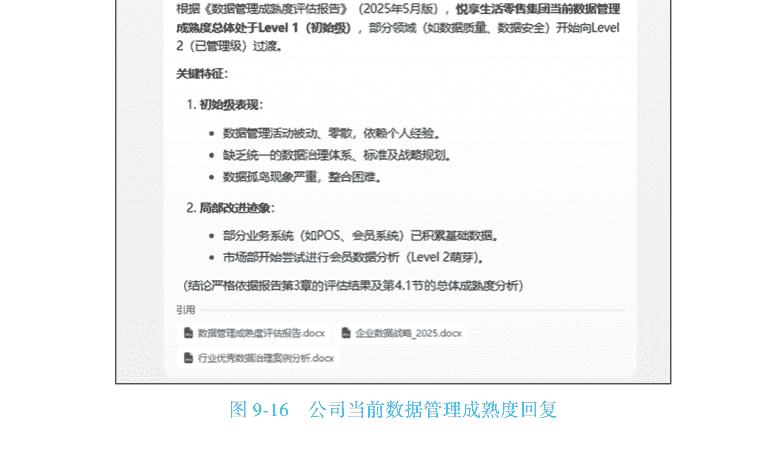 根据《数据管理成熟度评估报告》（2025年5月版），悦享生活零售集团当前数据管理
成熟度总体处于Level 1（初始级），部分领域（如数据质量、数据安全）开始向Level
2（已管理级）过渡。
关键特征：
1. 初始级表现：
• 数据管理活动被动、零散，依赖个人经验。
• 缺乏统一的数据治理体系、标准及战略规划。
• 数据孤岛现象严重，整合困难。
2. 局部改进迹象：
• 部分业务系统（如POS、会员系统）已积累基础数据。
• 市场部开始尝试进行会员数据分析（Level 2萌芽）。
（结论严格依据报告第3章的评估结果及第4.1节的总体成熟度分析）
引用
数据管理成熟度评估报告.docx 企业数据战略_2025.docx
行业优秀数据治理案例分析.docx
图 9-16 公司当前数据管理成熟度回复